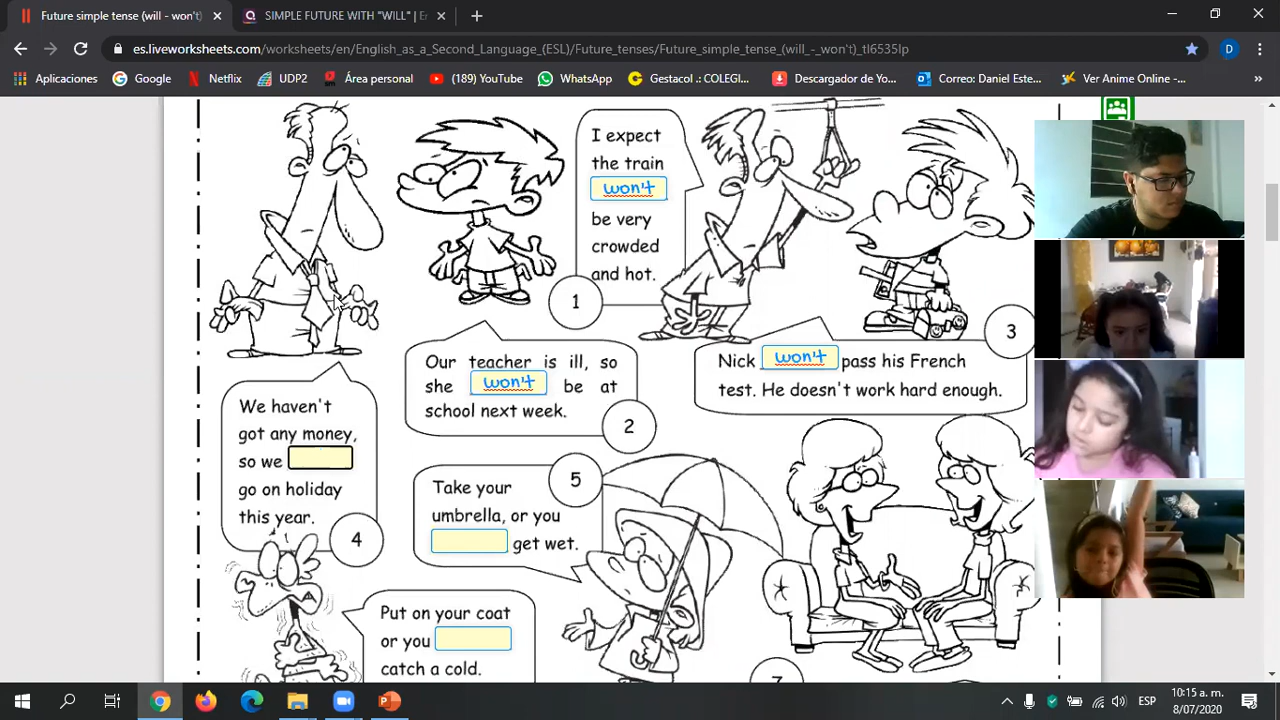 Future simple tense (will - won't)
SIMPLE FUTURE WITH "WILL" | E
es.liveworksheets.com/worksheets/en/English_as_a_Second_Language_(ESL)/Future_tenses/Future_simple_tense_(will_-_won't)_tl6535lp
D
Aplicaciones
Google
Netflix
UDP2
Área personal
(189) YouTube
WhatsApp
Gestacol .: COLEGI...
Descargador de Yo...
Correo: Daniel Este...
Ver Anime Online -...
I expect
the train
won't
be very
crowded
and hot.
1
Our teacher is ill, so
she won't be at
school next week.
2
Nick won't pass his French
test. He doesn't work hard enough.
3
We haven't
got any money,
so we
go on holiday
this year.
4
Take your
umbrella, or you
get wet.
5
Put on your coat
or you
catch a cold.
7
ESP
10:15 a. m.
8/07/2020